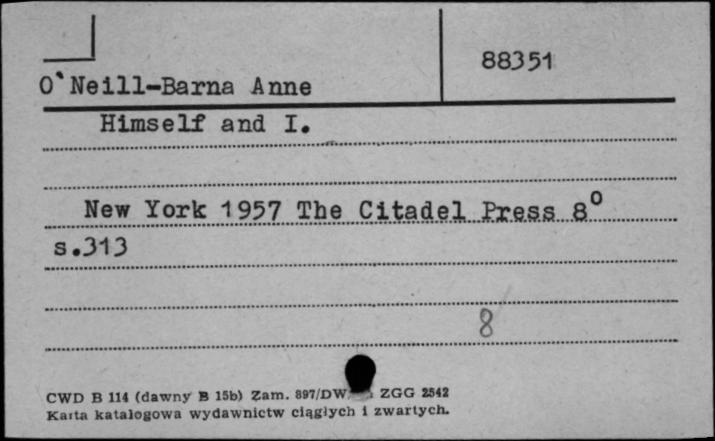 88351
O'Neill-Barna Anne
Himself and I.
New York 1957 The Citadel Press 8⁰
s.313
8
CWD B 114 (dawny B 15b) Zam. 897/DW ZGG 2542
Karta katalogowa wydawnictw ciągłych i zwartych.